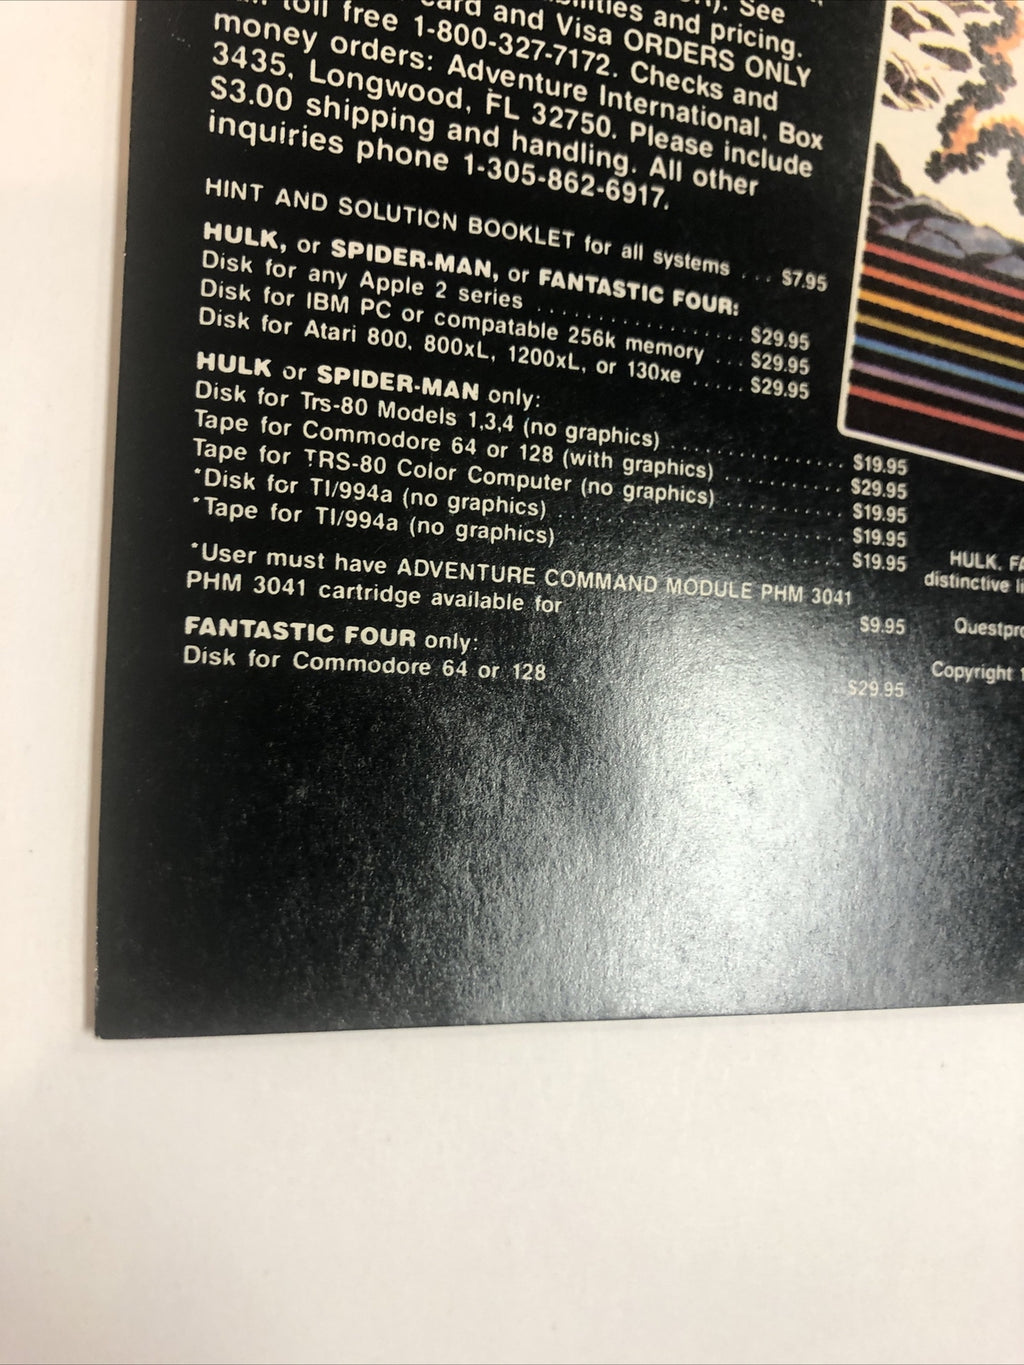 and pricing. See
card and Visa ORDERS ONLY
toll free 1-800-327-7172. Checks and
money orders: Adventure International, Box
3435, Longwood, FL 32750. Please include
$3.00 shipping and handling. All other
inquiries phone 1-305-862-6917.
HINT AND SOLUTION BOOKLET for all systems ... $7.95
HULK, or SPIDER-MAN, or FANTASTIC FOUR:
Disk for any Apple 2 series .................... $29.95
Disk for IBM PC or compatable 256k memory ... $29.95
Disk for Atari 800, 800xL, 1200xL, or 130xe ..... $29.95
HULK or SPIDER-MAN only:
Disk for Trs-80 Models 1,3,4 (no graphics) ................ $19.95
Tape for Commodore 64 or 128 (with graphics) ........... $29.95
Tape for TRS-80 Color Computer (no graphics) ........... $19.95
*Disk for TI/994a (no graphics) ......................... $19.95
*Tape for TI/994a (no graphics) ........................ $19.95
*User must have ADVENTURE COMMAND MODULE PHM 3041
PHM 3041 cartridge available for ... $9.95
FANTASTIC FOUR only:
Disk for Commodore 64 or 128 $29.95
HULK,
distinctive
Copyright